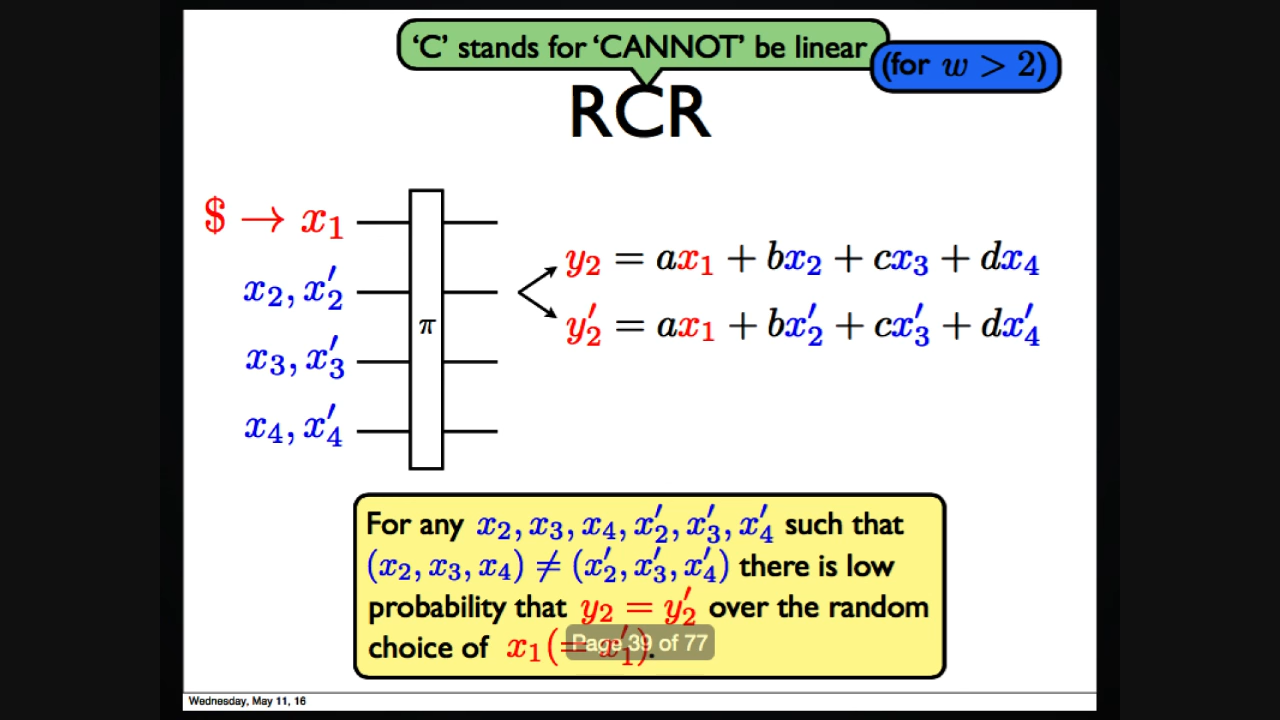 ‘C’ stands for ‘CANNOT’ be linear
(for w > 2)
RCR
$ → x₁
x₂, x₂′
x₃, x₃′
x₄, x₄′
π
y₂ = ax₁ + bx₂ + cx₃ + dx₄
y₂′ = ax₁ + bx₂′ + cx₃′ + dx₄′
For any x₂, x₃, x₄, x₂′, x₃′, x₄′ such that
(x₂, x₃, x₄) ≠ (x₂′, x₃′, x₄′) there is low
probability that y₂ = y₂′ over the random
choice of x₁(= x₁′).
Page 39 of 77
Wednesday, May 11, 16